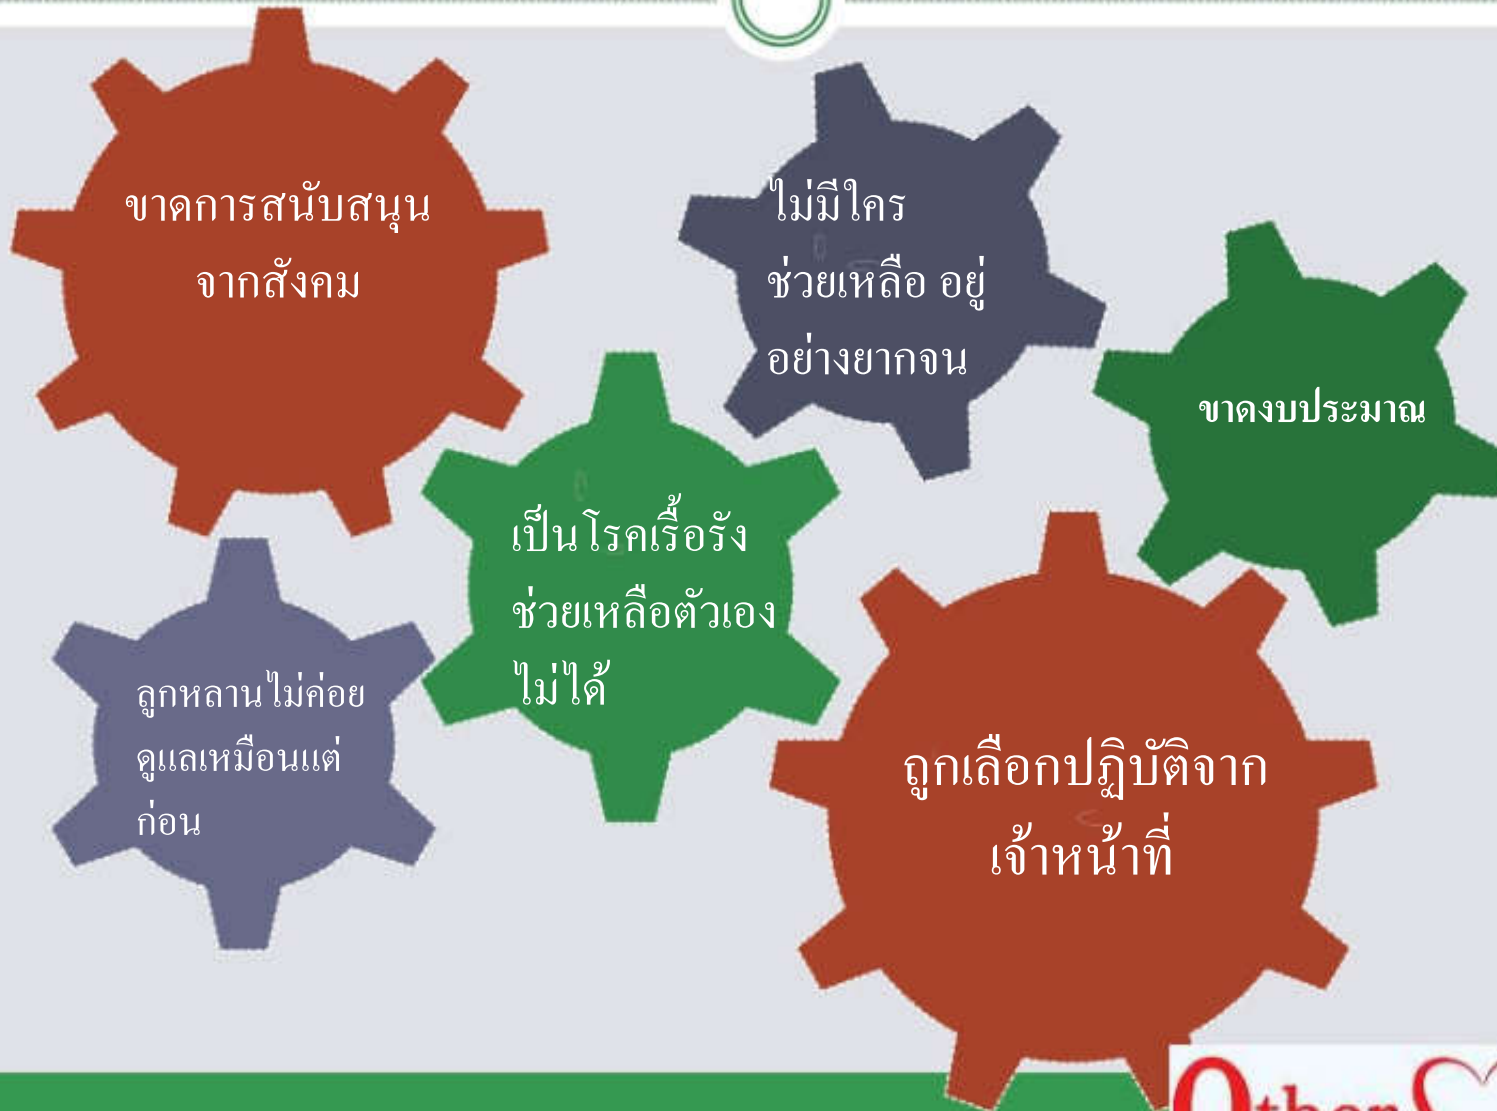 ขาดการสนับสนุน
จากสังคม
ไม่มีใคร
ช่วยเหลือ อยู่
อย่างยากจน
ขาดงบประมาณ
เป็นโรคเรื้อรัง
ช่วยเหลือตัวเอง
ไม่ได้
ลูกหลานไม่ค่อย
ดูแลเหมือนแต่
ก่อน
ถูกเลือกปฏิบัติจาก
เจ้าหน้าที่
Other